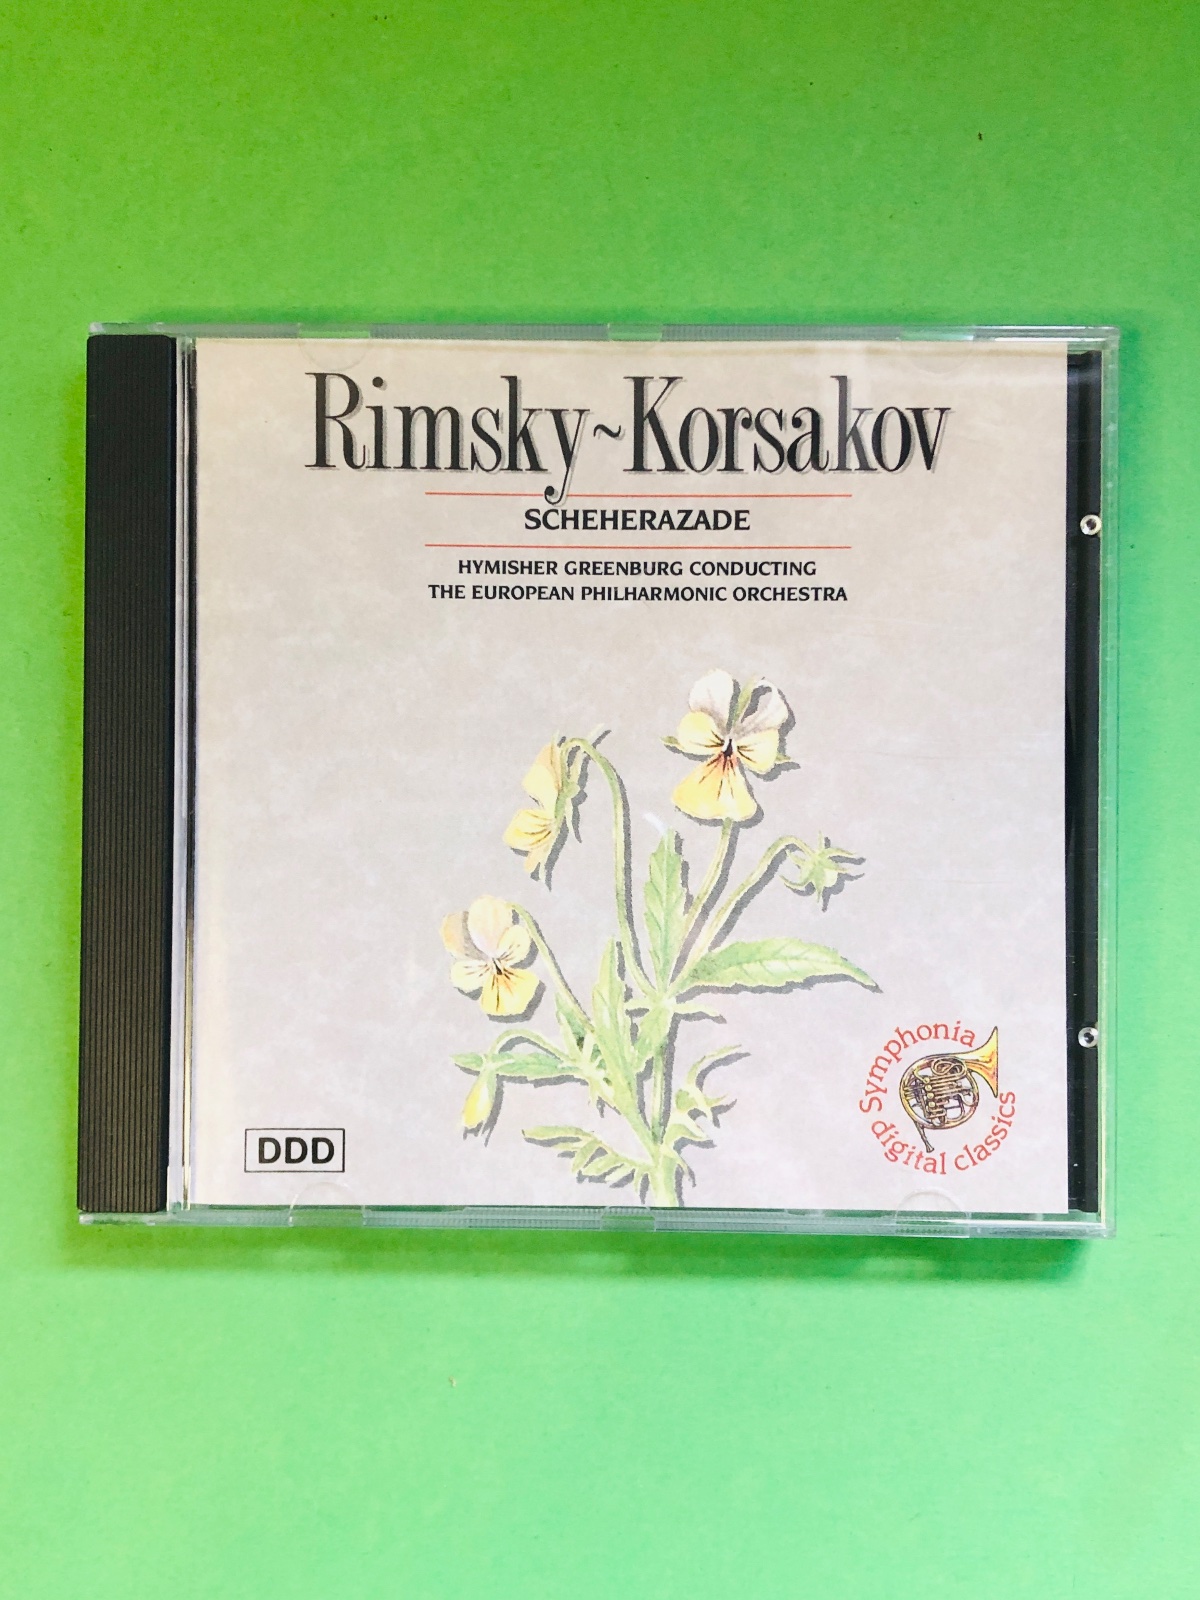 Rimsky~Korsakov
SCHEHERAZADE
HYMISHER GREENBURG CONDUCTING
THE EUROPEAN PHILHARMONIC ORCHESTRA
DDD
Symphonia
digital classics